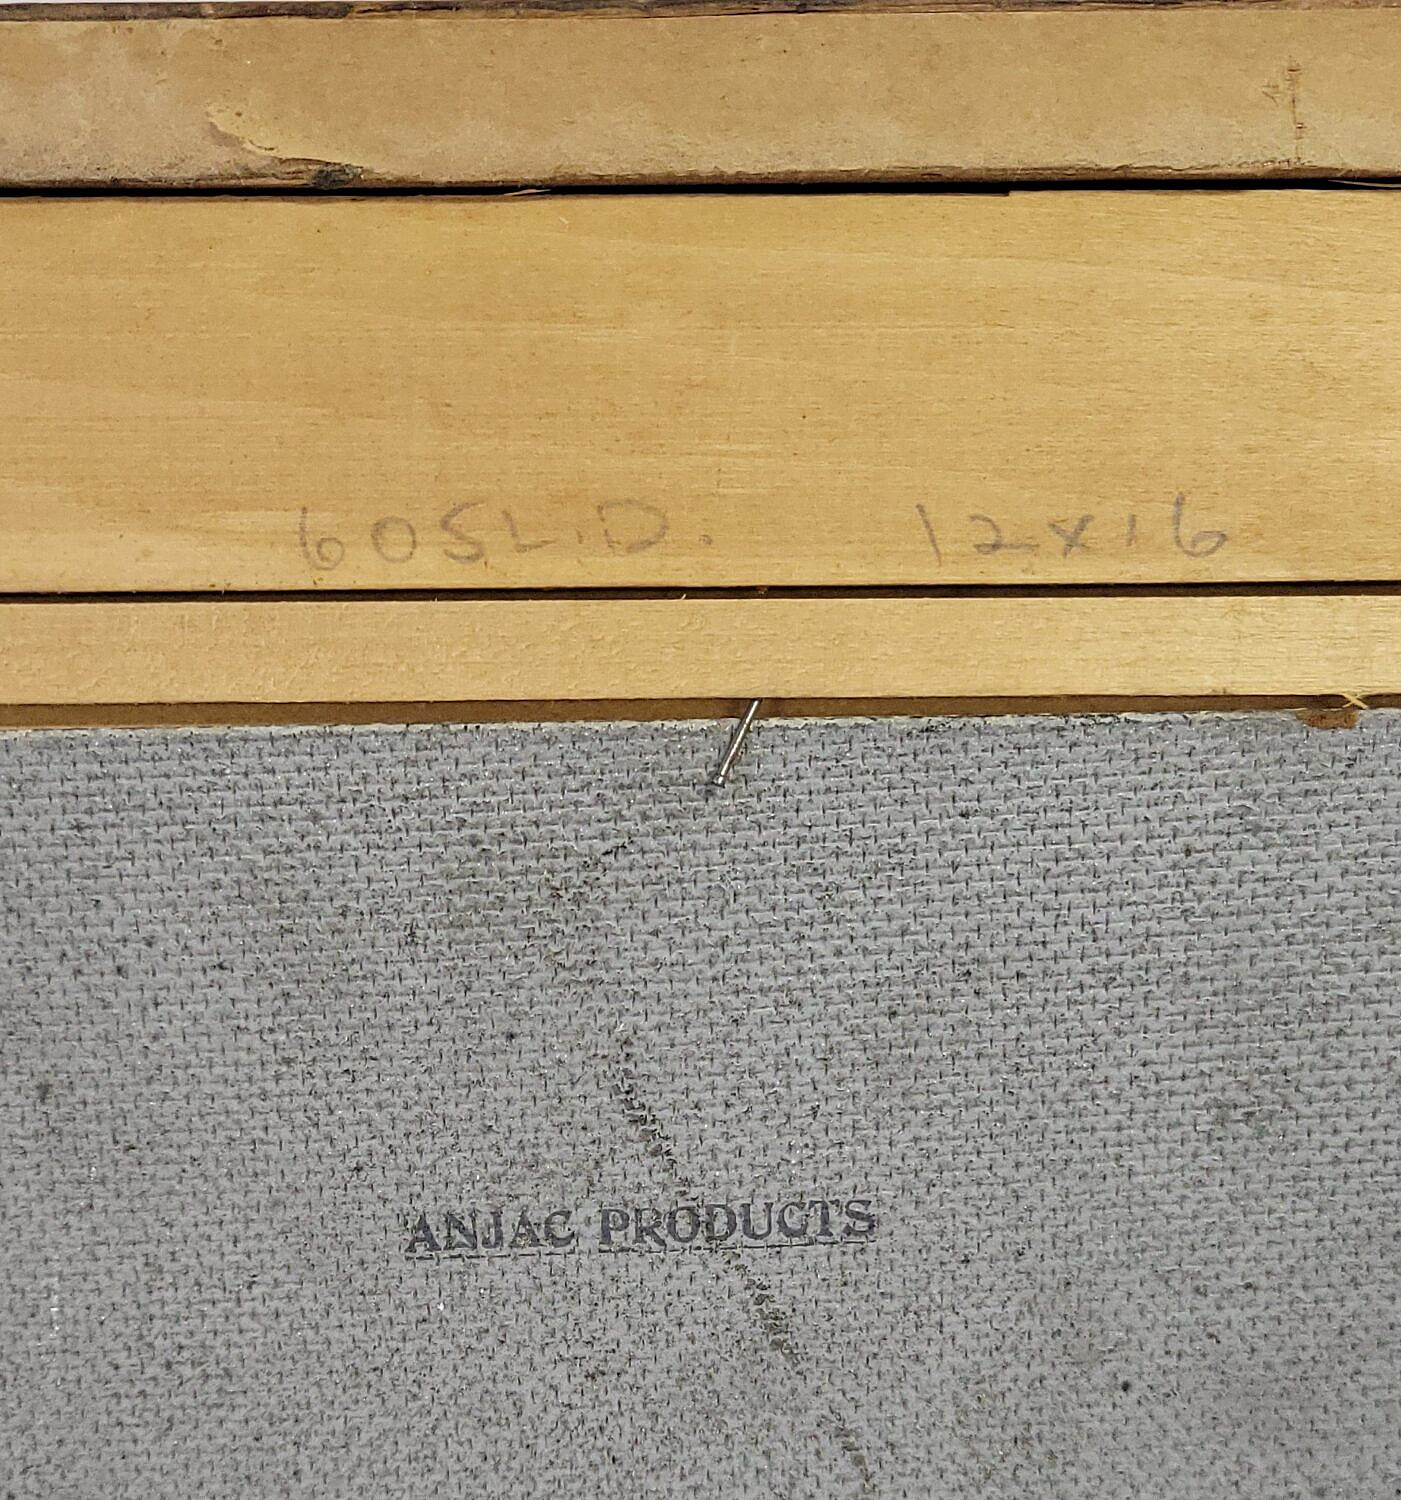 605L.D. 12x16
ANJAC PRODUCTS